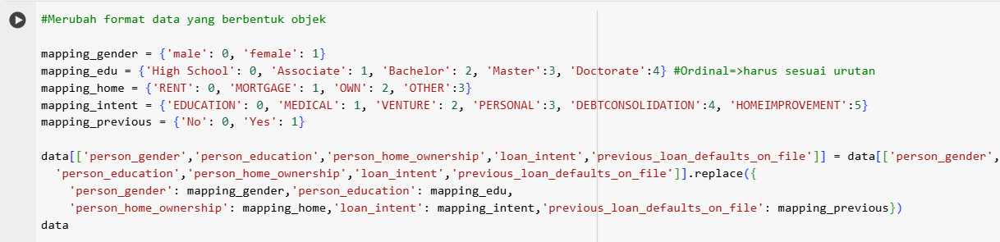 #Merubah format data yang berbentuk objek
mapping_gender = {'male': 0, 'female': 1}
mapping_edu = {'High School': 0, 'Associate': 1, 'Bachelor': 2, 'Master':3, 'Doctorate':4} #Ordinal=>harus sesuai urutan
mapping_home = {'RENT': 0, 'MORTGAGE': 1, 'OWN': 2, 'OTHER':3}
mapping_intent = {'EDUCATION': 0, 'MEDICAL': 1, 'VENTURE': 2, 'PERSONAL':3, 'DEBTCONSOLIDATION':4, 'HOMEIMPROVEMENT':5}
mapping_previous = {'No': 0, 'Yes': 1}
data[['person_gender','person_education','person_home_ownership','loan_intent','previous_loan_defaults_on_file']] = data[['person_gender',
'person_education','person_home_ownership','loan_intent','previous_loan_defaults_on_file']].replace({
'person_gender': mapping_gender,'person_education': mapping_edu,
'person_home_ownership': mapping_home,'loan_intent': mapping_intent,'previous_loan_defaults_on_file': mapping_previous})
data